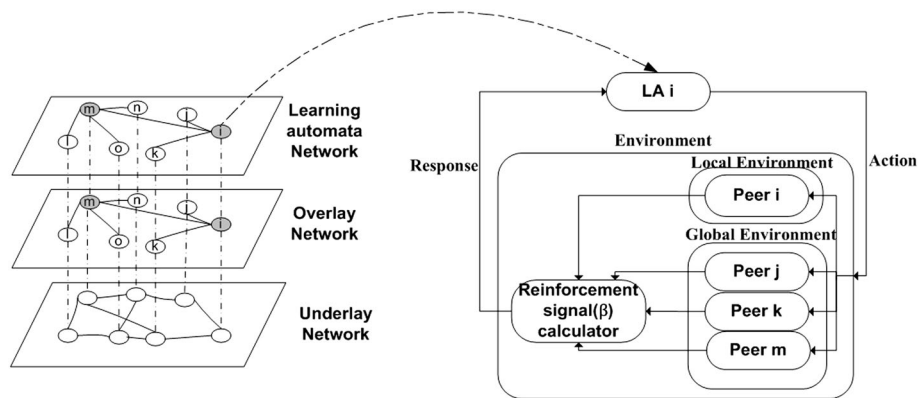 m
n
j
i
l
o
k
Learning
automata
Network
m
n
j
i
l
o
k
Overlay
Network
Underlay
Network
LA i
Response
Action
Environment
Local Environment
Peer i
Global Environment
Peer j
Peer k
Peer m
Reinforcement
signal(β)
calculator